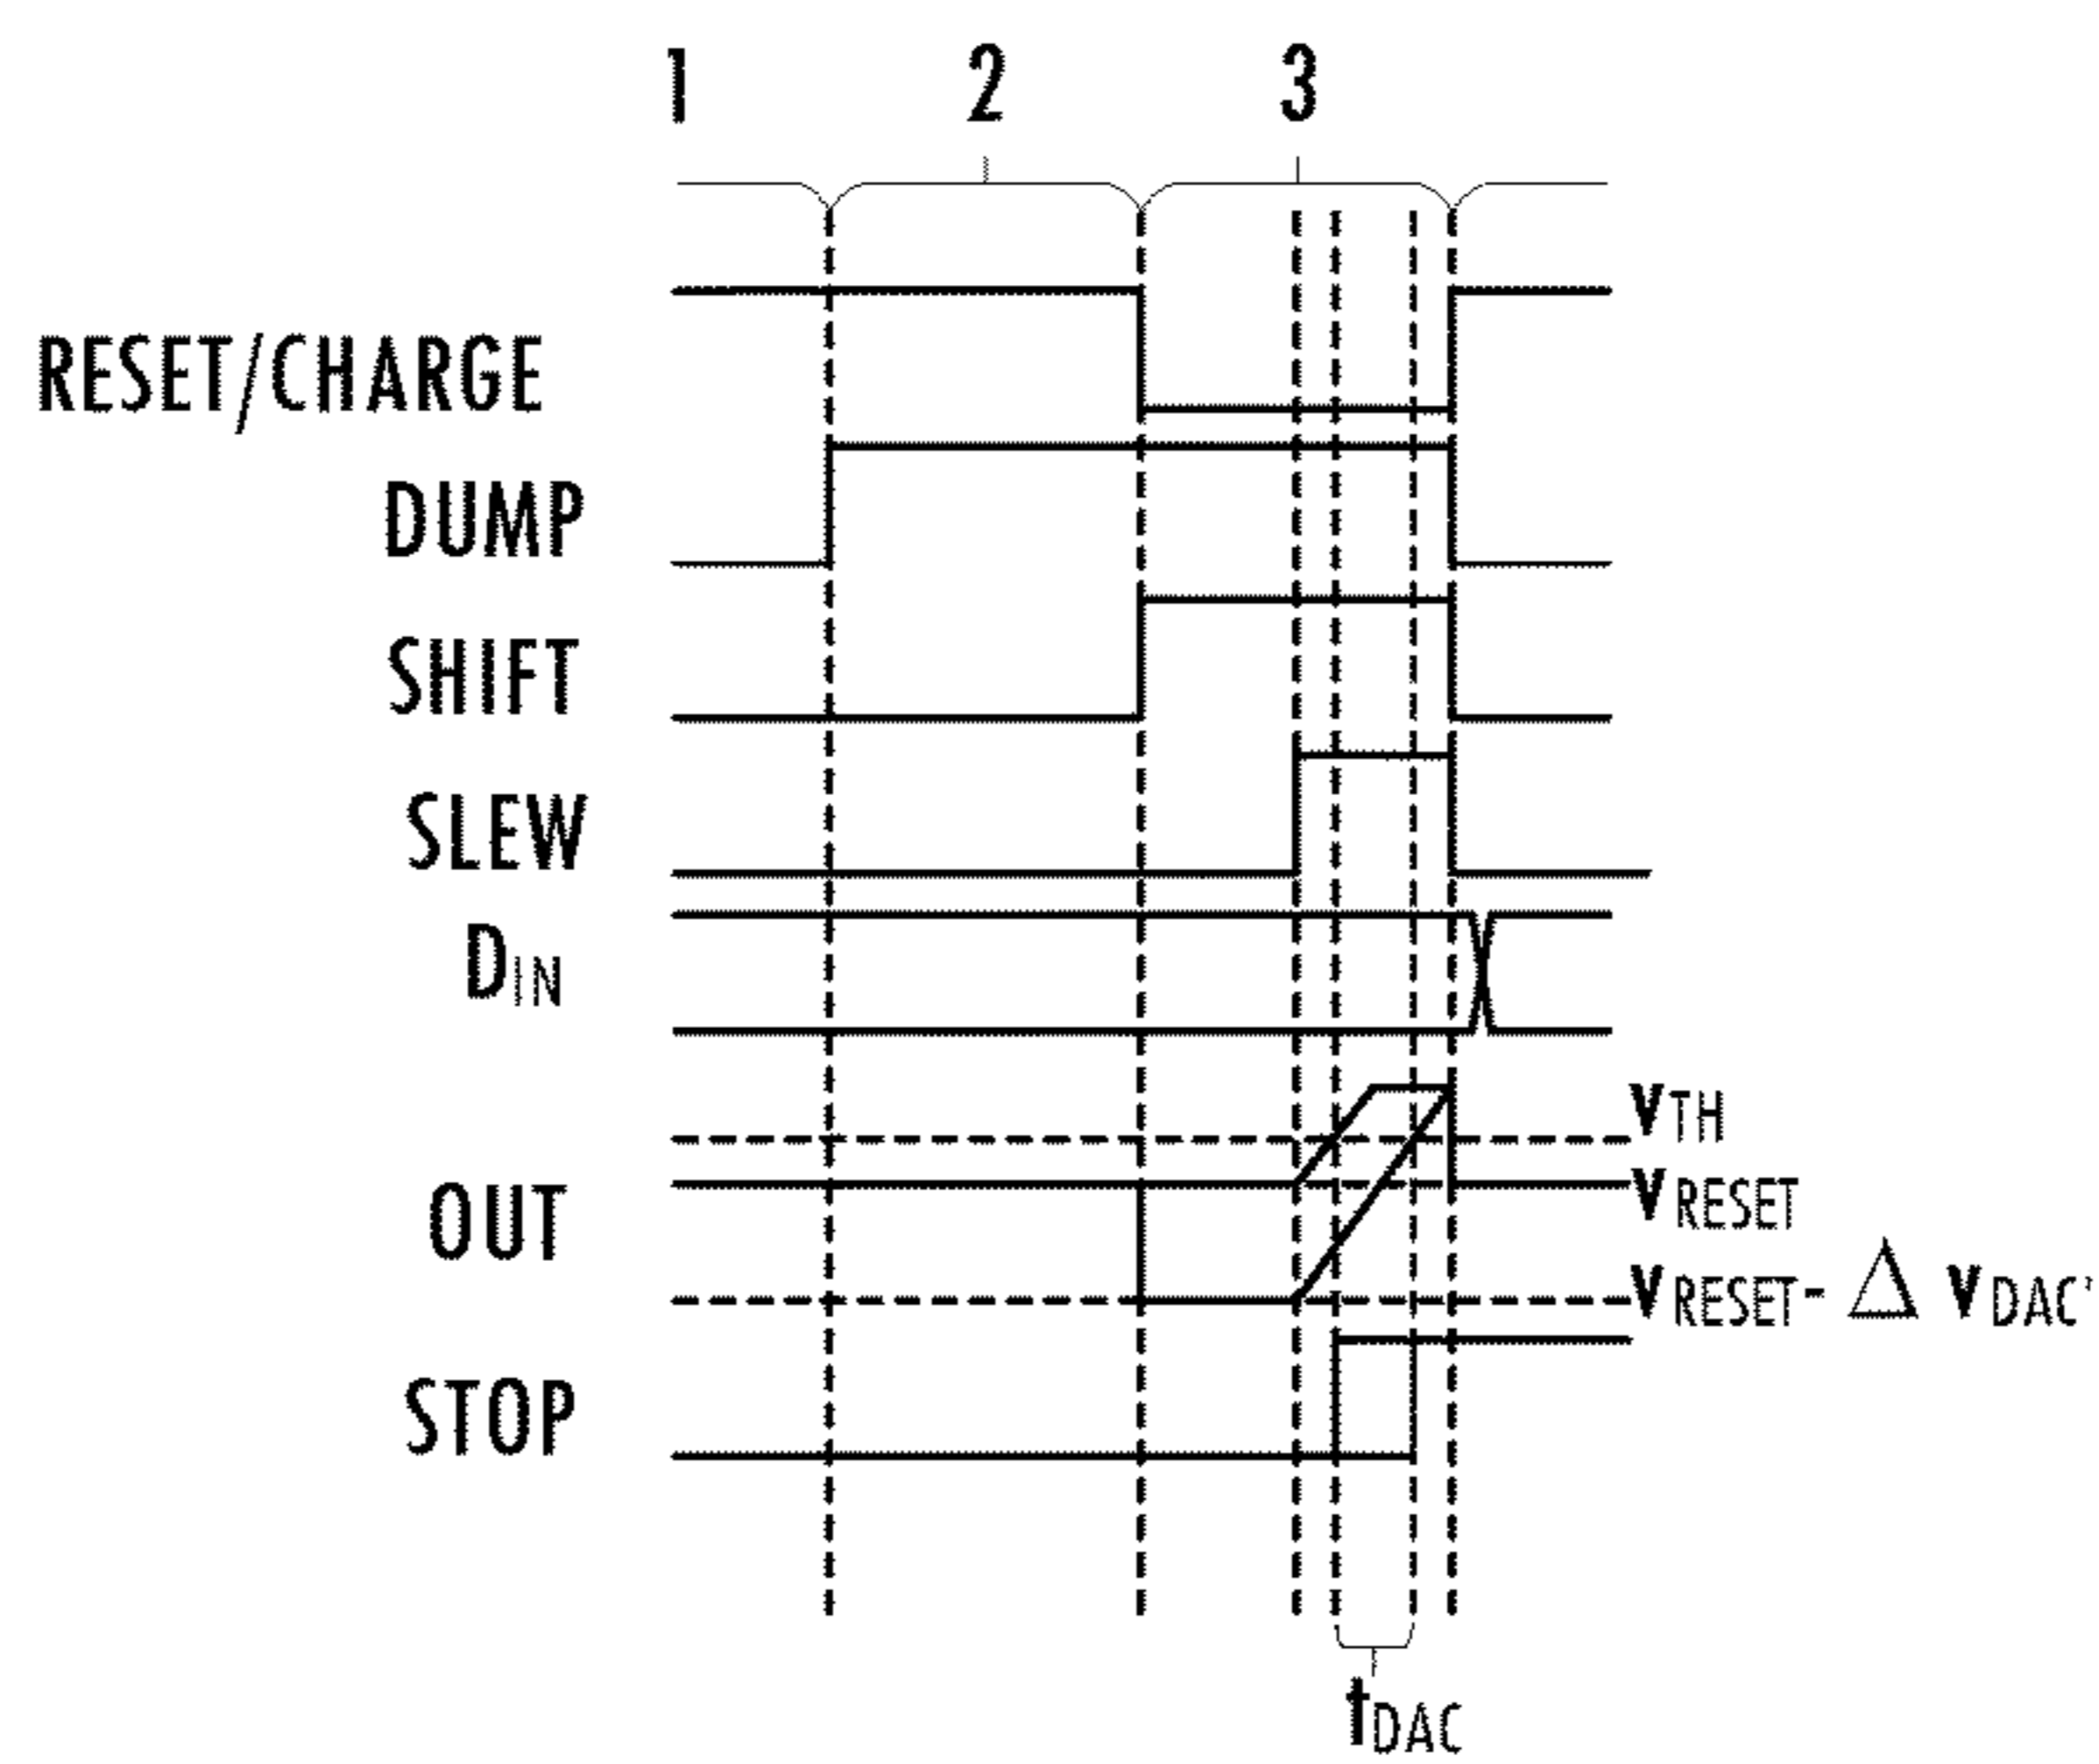 1 2 3
RESET/CHARGE
DUMP
SHIFT
SLEW
DIN
VTH
OUT VRESET
VRESET- Δ VDAC'
STOP
tDAC